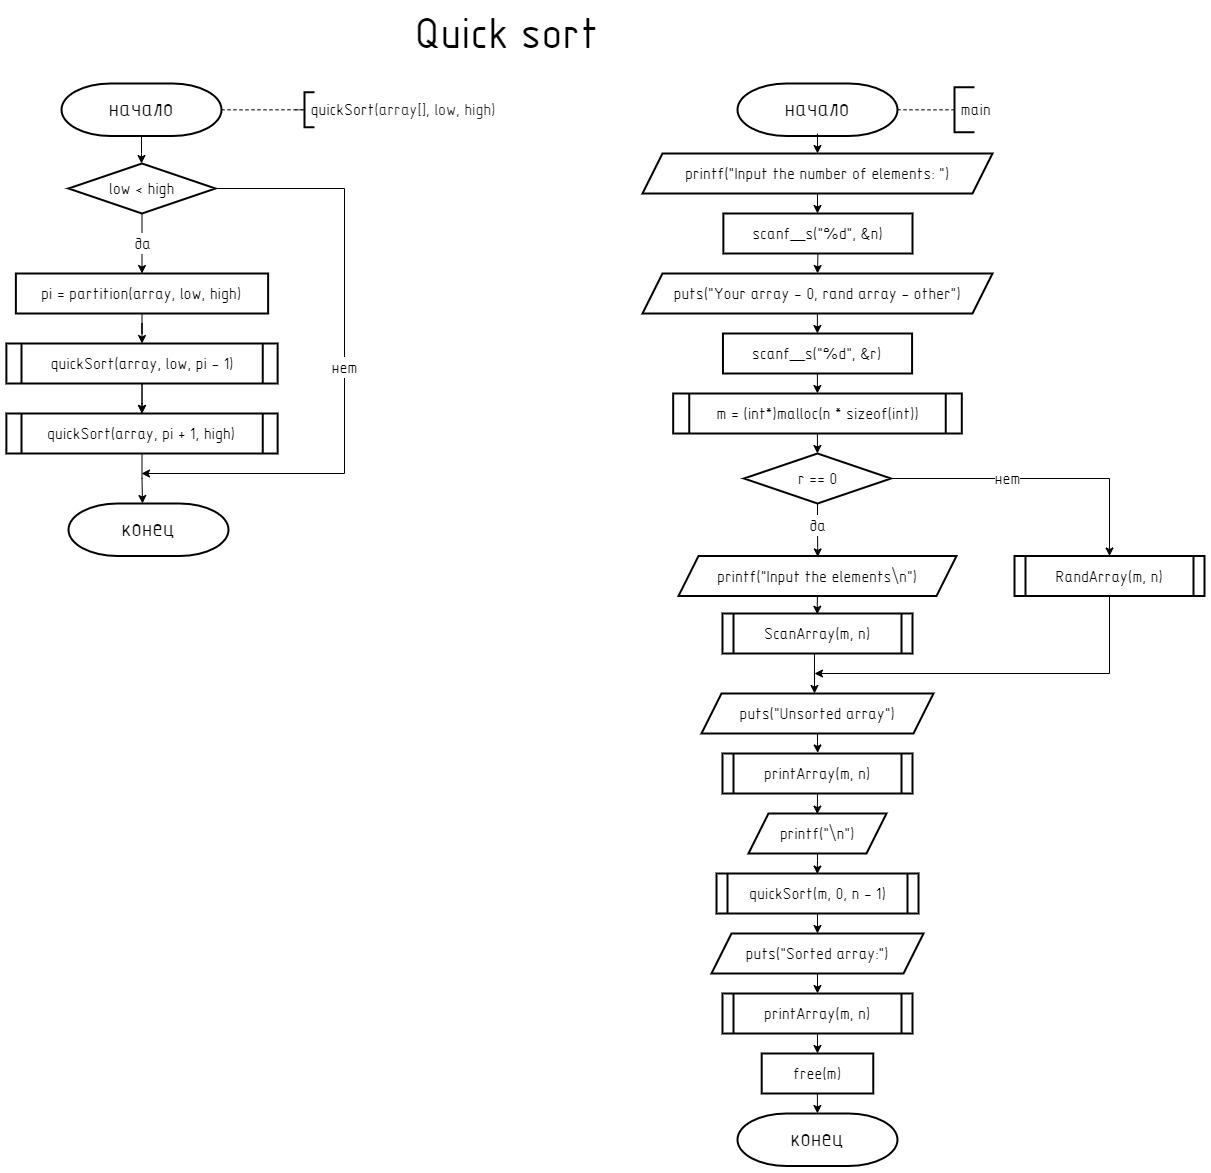 Quick sort
начало
quickSort(array[], low, high)
low < high
да
pi = partition(array, low, high)
quickSort(array, low, pi - 1)
нет
quickSort(array, pi + 1, high)
конец
начало
main
printf("Input the number of elements: ")
scanf__s("%d", &n)
puts("Your array - 0, rand array - other")
scanf__s("%d", &r)
m = (int*)malloc(n * sizeof(int))
r == 0
нет
да
printf("Input the elements\n")
RandArray(m, n)
ScanArray(m, n)
puts("Unsorted array")
printArray(m, n)
printf("\n")
quickSort(m, 0, n - 1)
puts("Sorted array:")
printArray(m, n)
free(m)
конец